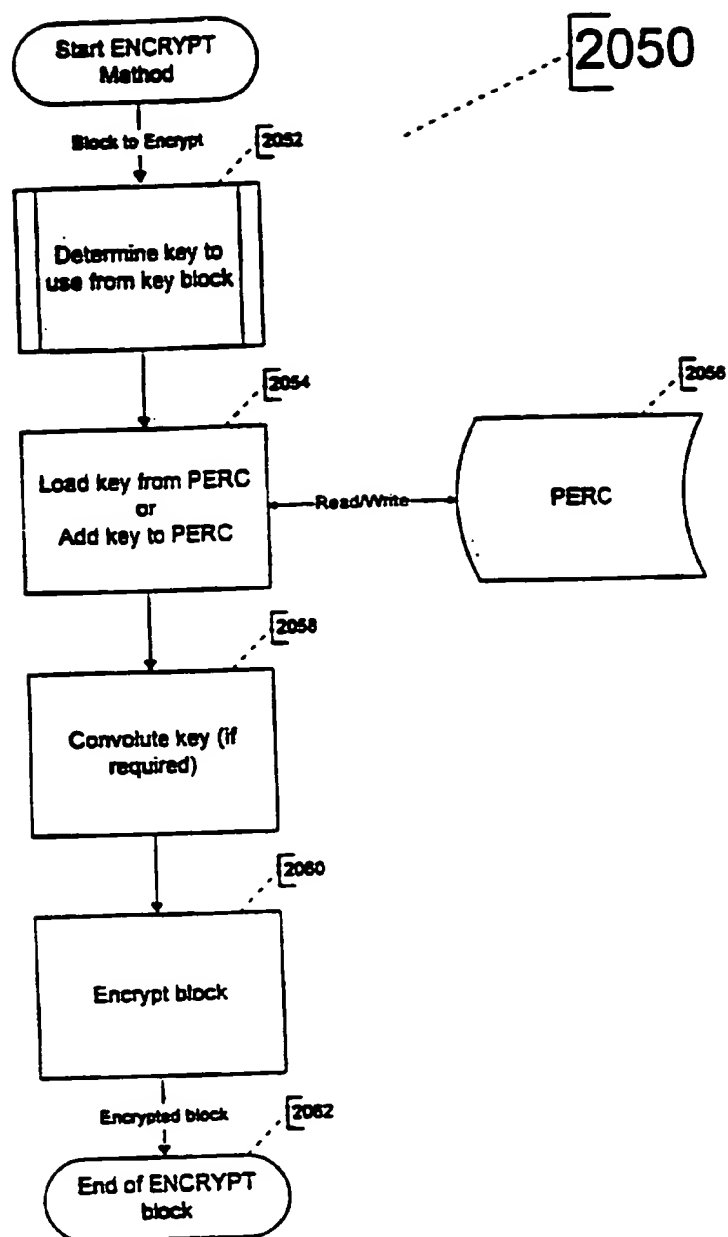 Start ENCRYPT
Method
2050
Block to Encrypt
2052
Determine key to
use from key block
2054
2056
Load key from PERC
or
Add key to PERC
Read/Write
PERC
2058
Convolute key (if
required)
2060
Encrypt block
Encrypted block
2062
End of ENCRYPT
block